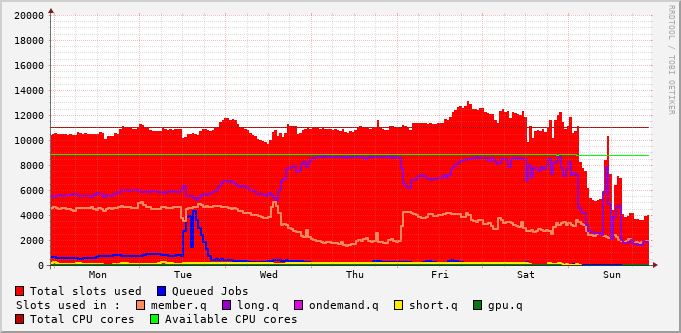 RRDTOOL / TOBI OETIKER
20000
18000
16000
14000
12000
10000
8000
6000
4000
2000
0
Mon Tue Wed Thu Fri Sat Sun
Total slots used Queued Jobs
Slots used in : member.q long.q ondemand.q short.q gpu.q
Total CPU cores Available CPU cores